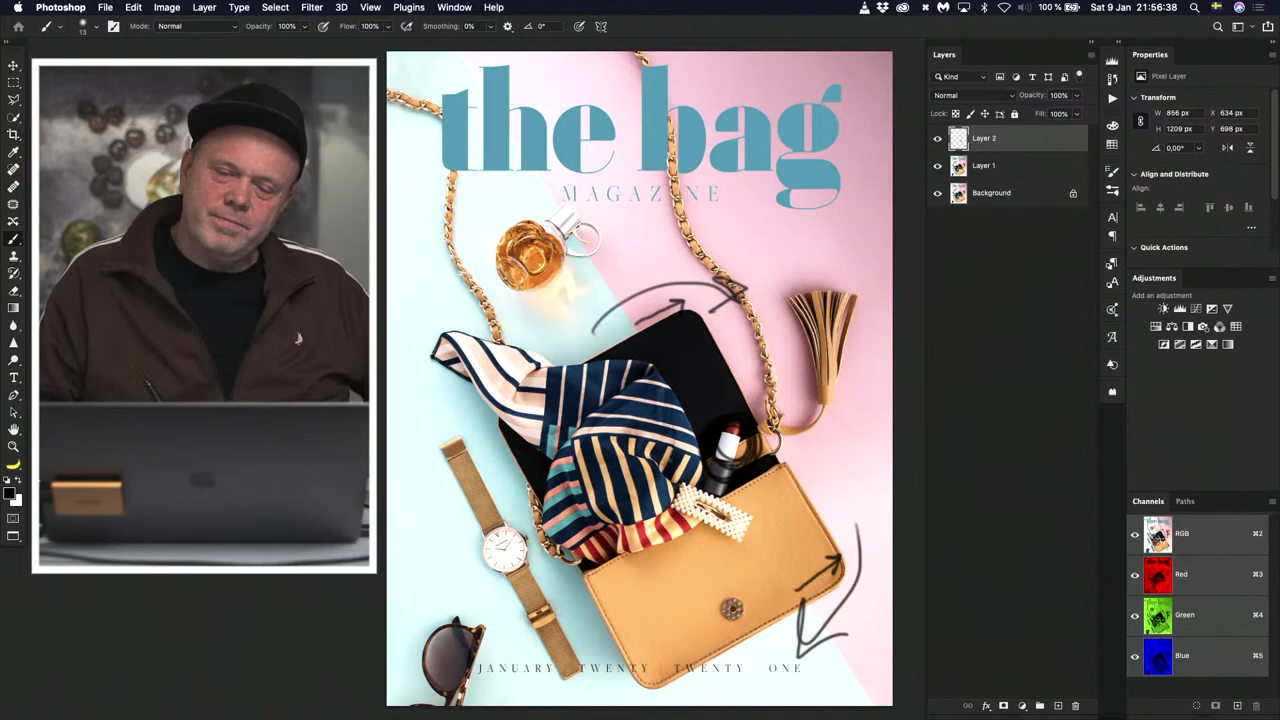 Photoshop File Edit Image Layer Type Select Filter 3D View Plugins Window Help 100 % Sat 9 Jan 21:56:38
13 Mode: Normal Opacity: 100% Flow: 100% Smoothing: 0% 0°
the bag
MAGAZINE
JANUARY | TWENTY | TWENTY ONE
Layers
Kind
Normal Opacity: 100%
Lock: Fill: 100%
Layer 2
Layer 1
Background
fx
Properties
Pixel Layer
Transform
W 856 px X 634 px
H 1209 px Y 698 px
0,00°
Align and Distribute
Align:
Quick Actions
Adjustments
Add an adjustment
Channels Paths
RGB ⌘2
Red ⌘3
Green ⌘4
Blue ⌘5